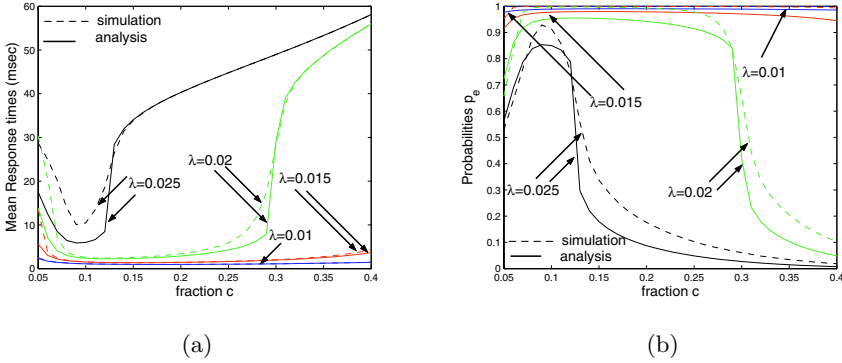 60
50
40
30
20
10
0
Mean Response times (msec)
simulation
analysis
λ=0.025
λ=0.02
λ=0.015
λ=0.01
0.05 0.1 0.15 0.2 0.25 0.3 0.35 0.4
fraction c
(a)
1
0.9
0.8
0.7
0.6
0.5
0.4
0.3
0.2
0.1
0
Probabilities p_e
λ=0.01
λ=0.015
λ=0.025
λ=0.02
simulation
analysis
0.05 0.1 0.15 0.2 0.25 0.3 0.35 0.4
fraction c
(b)